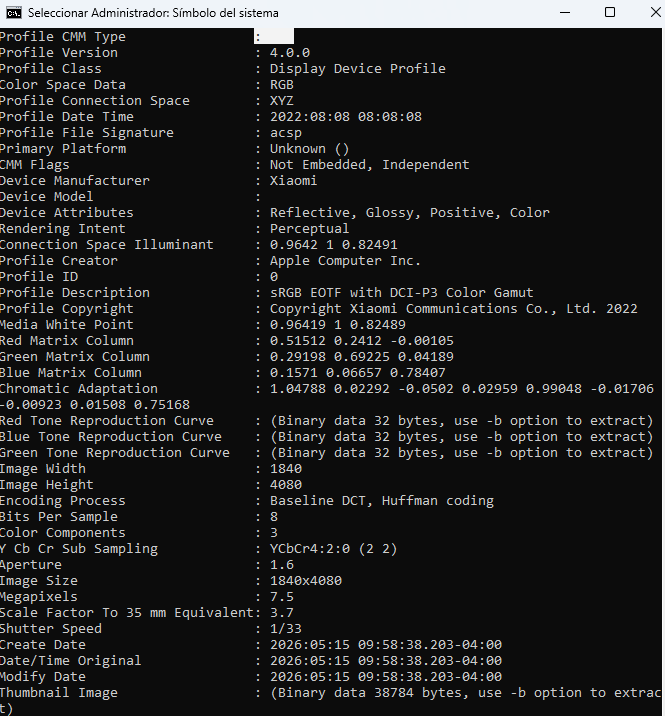 Seleccionar Administrador: Símbolo del sistema
Profile CMM Type                :
Profile Version                 : 4.0.0
Profile Class                   : Display Device Profile
Color Space Data                : RGB
Profile Connection Space        : XYZ
Profile Date Time               : 2022:08:08 08:08:08
Profile File Signature          : acsp
Primary Platform                : Unknown ()
CMM Flags                       : Not Embedded, Independent
Device Manufacturer             : Xiaomi
Device Model                    :
Device Attributes               : Reflective, Glossy, Positive, Color
Rendering Intent                : Perceptual
Connection Space Illuminant     : 0.9642 1 0.82491
Profile Creator                 : Apple Computer Inc.
Profile ID                      : 0
Profile Description             : sRGB EOTF with DCI-P3 Color Gamut
Profile Copyright               : Copyright Xiaomi Communications Co., Ltd. 2022
Media White Point               : 0.96419 1 0.82489
Red Matrix Column               : 0.51512 0.2412 -0.00105
Green Matrix Column             : 0.29198 0.69225 0.04189
Blue Matrix Column              : 0.1571 0.06657 0.78407
Chromatic Adaptation            : 1.04788 0.02292 -0.0502 0.02959 0.99048 -0.01706
-0.00923 0.01508 0.75168
Red Tone Reproduction Curve     : (Binary data 32 bytes, use -b option to extract)
Blue Tone Reproduction Curve    : (Binary data 32 bytes, use -b option to extract)
Green Tone Reproduction Curve   : (Binary data 32 bytes, use -b option to extract)
Image Width                     : 1840
Image Height                    : 4080
Encoding Process                : Baseline DCT, Huffman coding
Bits Per Sample                 : 8
Color Components                : 3
Y Cb Cr Sub Sampling            : YCbCr4:2:0 (2 2)
Aperture                        : 1.6
Image Size                      : 1840x4080
Megapixels                      : 7.5
Scale Factor To 35 mm Equivalent: 3.7
Shutter Speed                   : 1/33
Create Date                     : 2026:05:15 09:58:38.203-04:00
Date/Time Original              : 2026:05:15 09:58:38.203-04:00
Modify Date                     : 2026:05:15 09:58:38.203-04:00
Thumbnail Image                 : (Binary data 38784 bytes, use -b option to extrac
t)